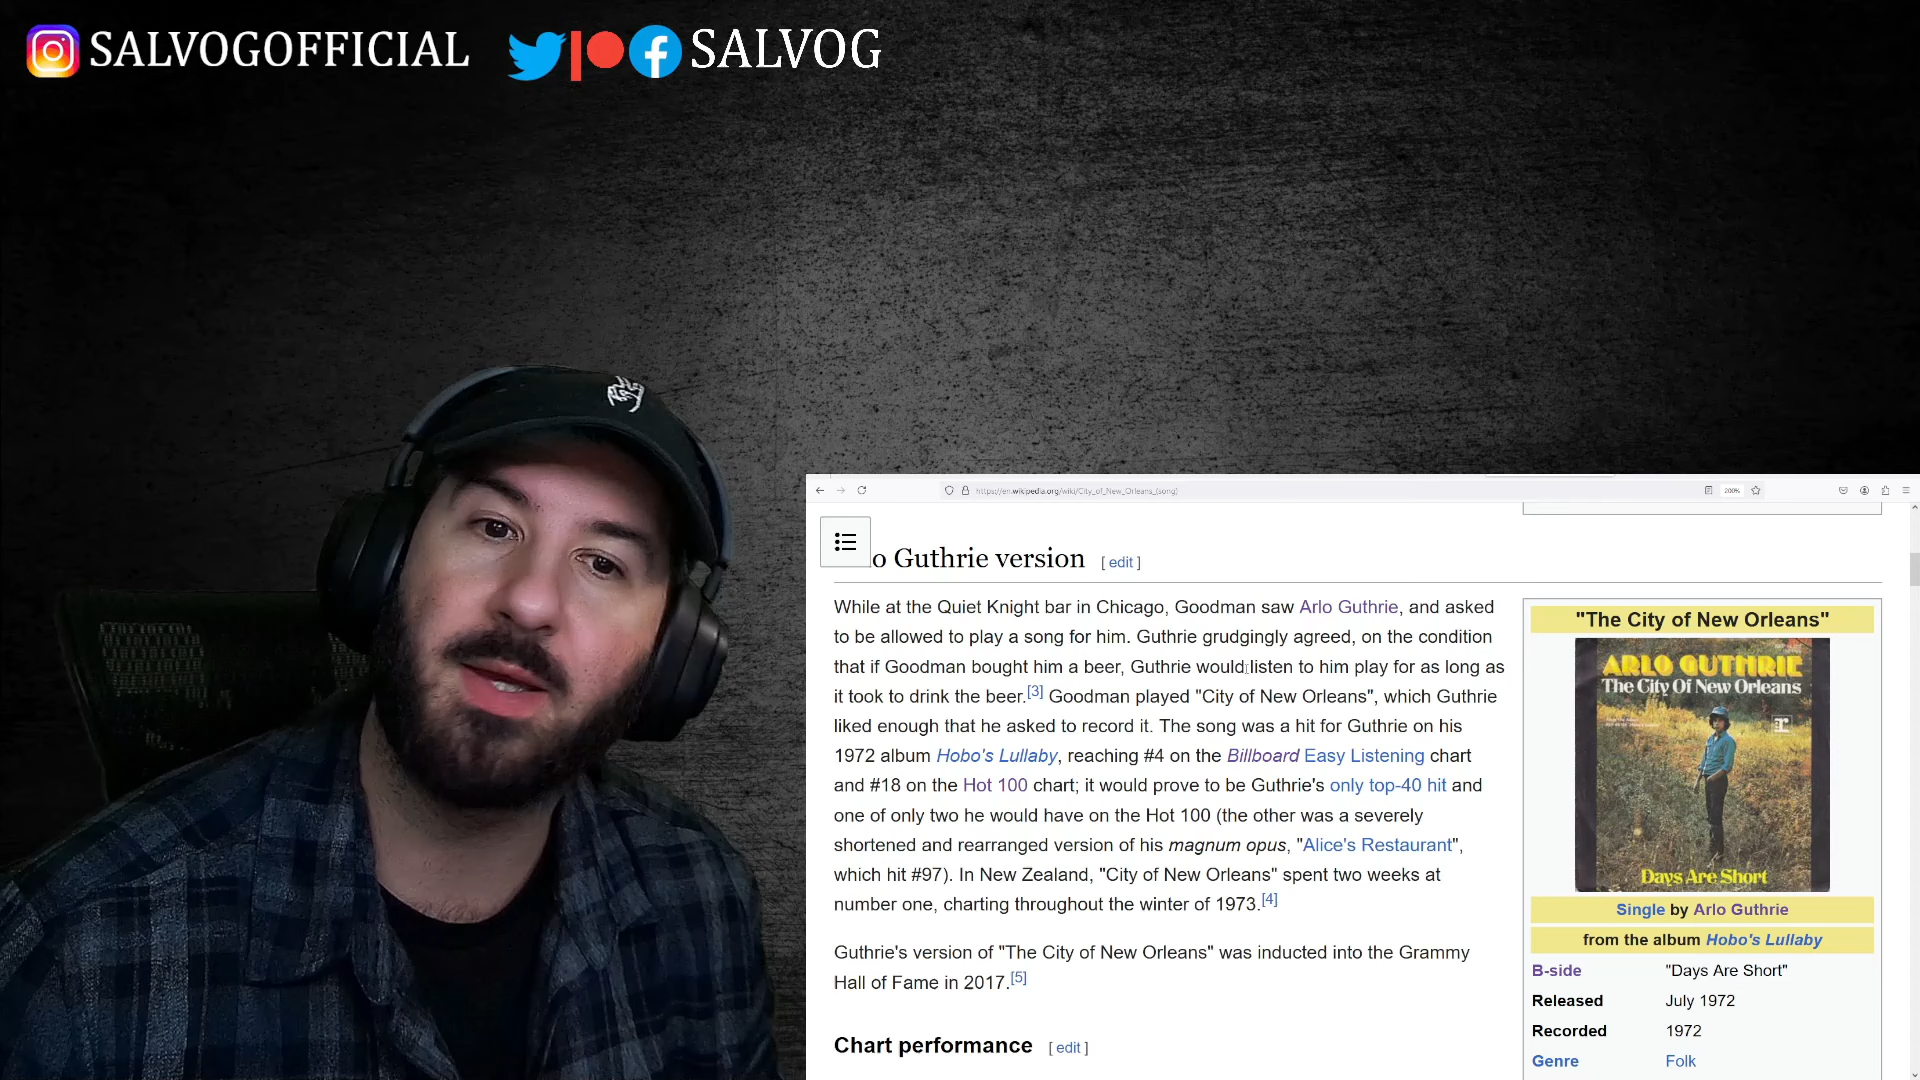 SALVOGOFFICIAL SALVOG
https://en.wikipedia.org/wiki/City_of_New_Orleans_(song)
200%
o Guthrie version [ edit ]
While at the Quiet Knight bar in Chicago, Goodman saw Arlo Guthrie, and asked
to be allowed to play a song for him. Guthrie grudgingly agreed, on the condition
that if Goodman bought him a beer, Guthrie would listen to him play for as long as
it took to drink the beer.[3] Goodman played "City of New Orleans", which Guthrie
liked enough that he asked to record it. The song was a hit for Guthrie on his
1972 album Hobo's Lullaby, reaching #4 on the Billboard Easy Listening chart
and #18 on the Hot 100 chart; it would prove to be Guthrie's only top-40 hit and
one of only two he would have on the Hot 100 (the other was a severely
shortened and rearranged version of his magnum opus, "Alice's Restaurant",
which hit #97). In New Zealand, "City of New Orleans" spent two weeks at
number one, charting throughout the winter of 1973.[4]
Guthrie's version of "The City of New Orleans" was inducted into the Grammy
Hall of Fame in 2017.[5]
Chart performance [ edit ]
"The City of New Orleans"
ARLO GUTHRIE
The City Of New Orleans
r
Days Are Short
Single by Arlo Guthrie
from the album Hobo's Lullaby
B-side "Days Are Short"
Released July 1972
Recorded 1972
Genre Folk